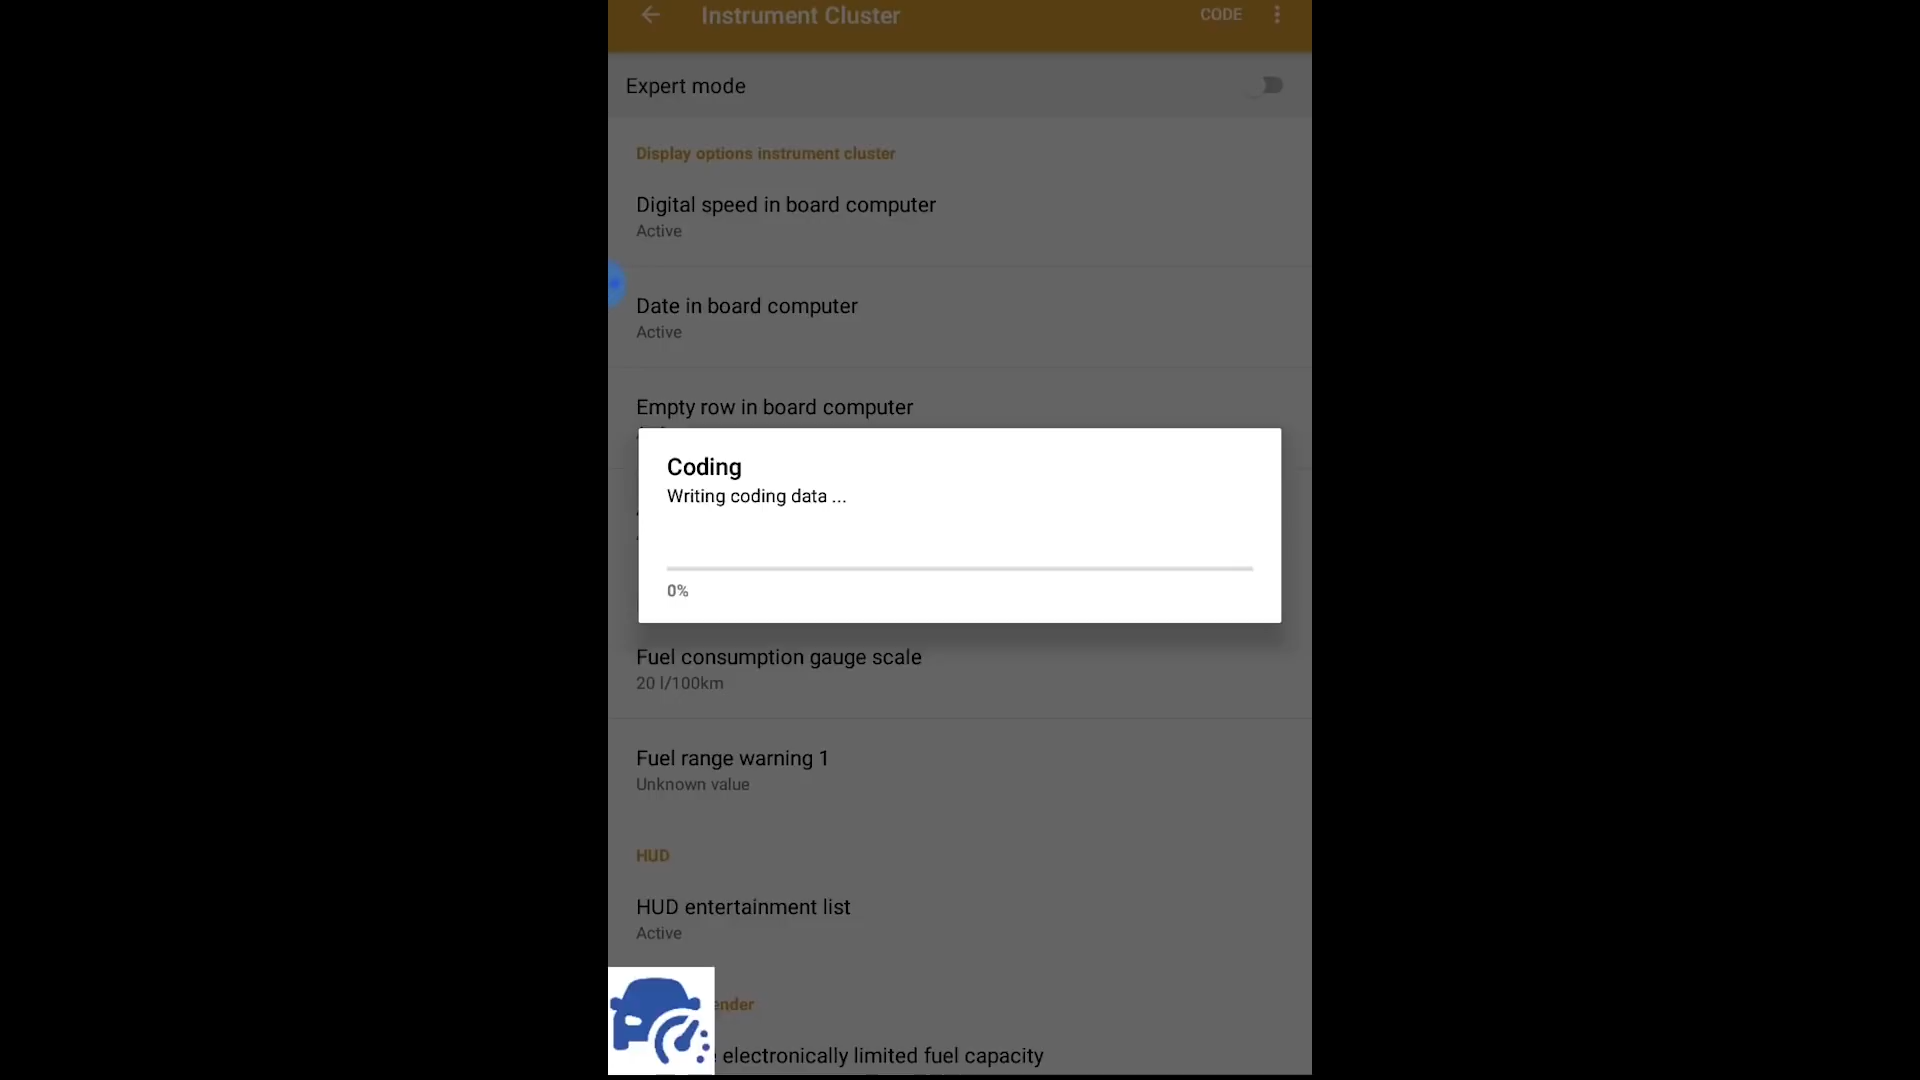 Instrument Cluster
CODE
Expert mode
Display options instrument cluster
Digital speed in board computer
Active
Date in board computer
Active
Empty row in board computer
Coding
Writing coding data ...
0%
Fuel consumption gauge scale
20 l/100km
Fuel range warning 1
Unknown value
HUD
HUD entertainment list
Active
ender
electronically limited fuel capacity